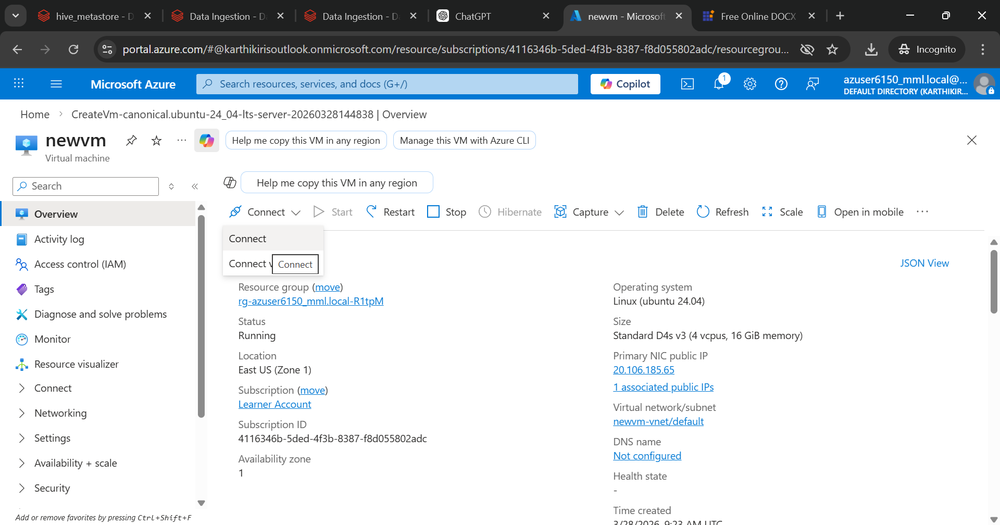 hive_metastore - D
Data Ingestion - Da
Data Ingestion - Da
ChatGPT
newvm - Microsoft
Free Online DOCX
portal.azure.com/#@karthikirisoutlook.onmicrosoft.com/resource/subscriptions/4116346b-5ded-4f3b-8387-f8d055802adc/resourcegrou...
Incognito
Microsoft Azure
Search resources, services, and docs (G+/)
Copilot
1
azuser6150_mml.local@...
DEFAULT DIRECTORY (KARTHIKIR...
Home
CreateVm-canonical.ubuntu-24_04-lts-server-20260328144838 | Overview
newvm
Virtual machine
Help me copy this VM in any region
Manage this VM with Azure CLI
Search
Help me copy this VM in any region
Connect
Start
Restart
Stop
Hibernate
Capture
Delete
Refresh
Scale
Open in mobile
Connect
Connect
Connect
JSON View
Overview
Activity log
Access control (IAM)
Tags
Diagnose and solve problems
Monitor
Resource visualizer
Connect
Networking
Settings
Availability + scale
Security
Add or remove favorites by pressing Ctrl+Shift+F
Resource group (move)
rg-azuser6150_mml.local-R1tpM
Status
Running
Location
East US (Zone 1)
Subscription (move)
Learner Account
Subscription ID
4116346b-5ded-4f3b-8387-f8d055802adc
Availability zone
1
Operating system
Linux (ubuntu 24.04)
Size
Standard D4s v3 (4 vcpus, 16 GiB memory)
Primary NIC public IP
20.106.185.65
1 associated public IPs
Virtual network/subnet
newvm-vnet/default
DNS name
Not configured
Health state
-
Time created
3/28/2026, 9:23 AM UTC